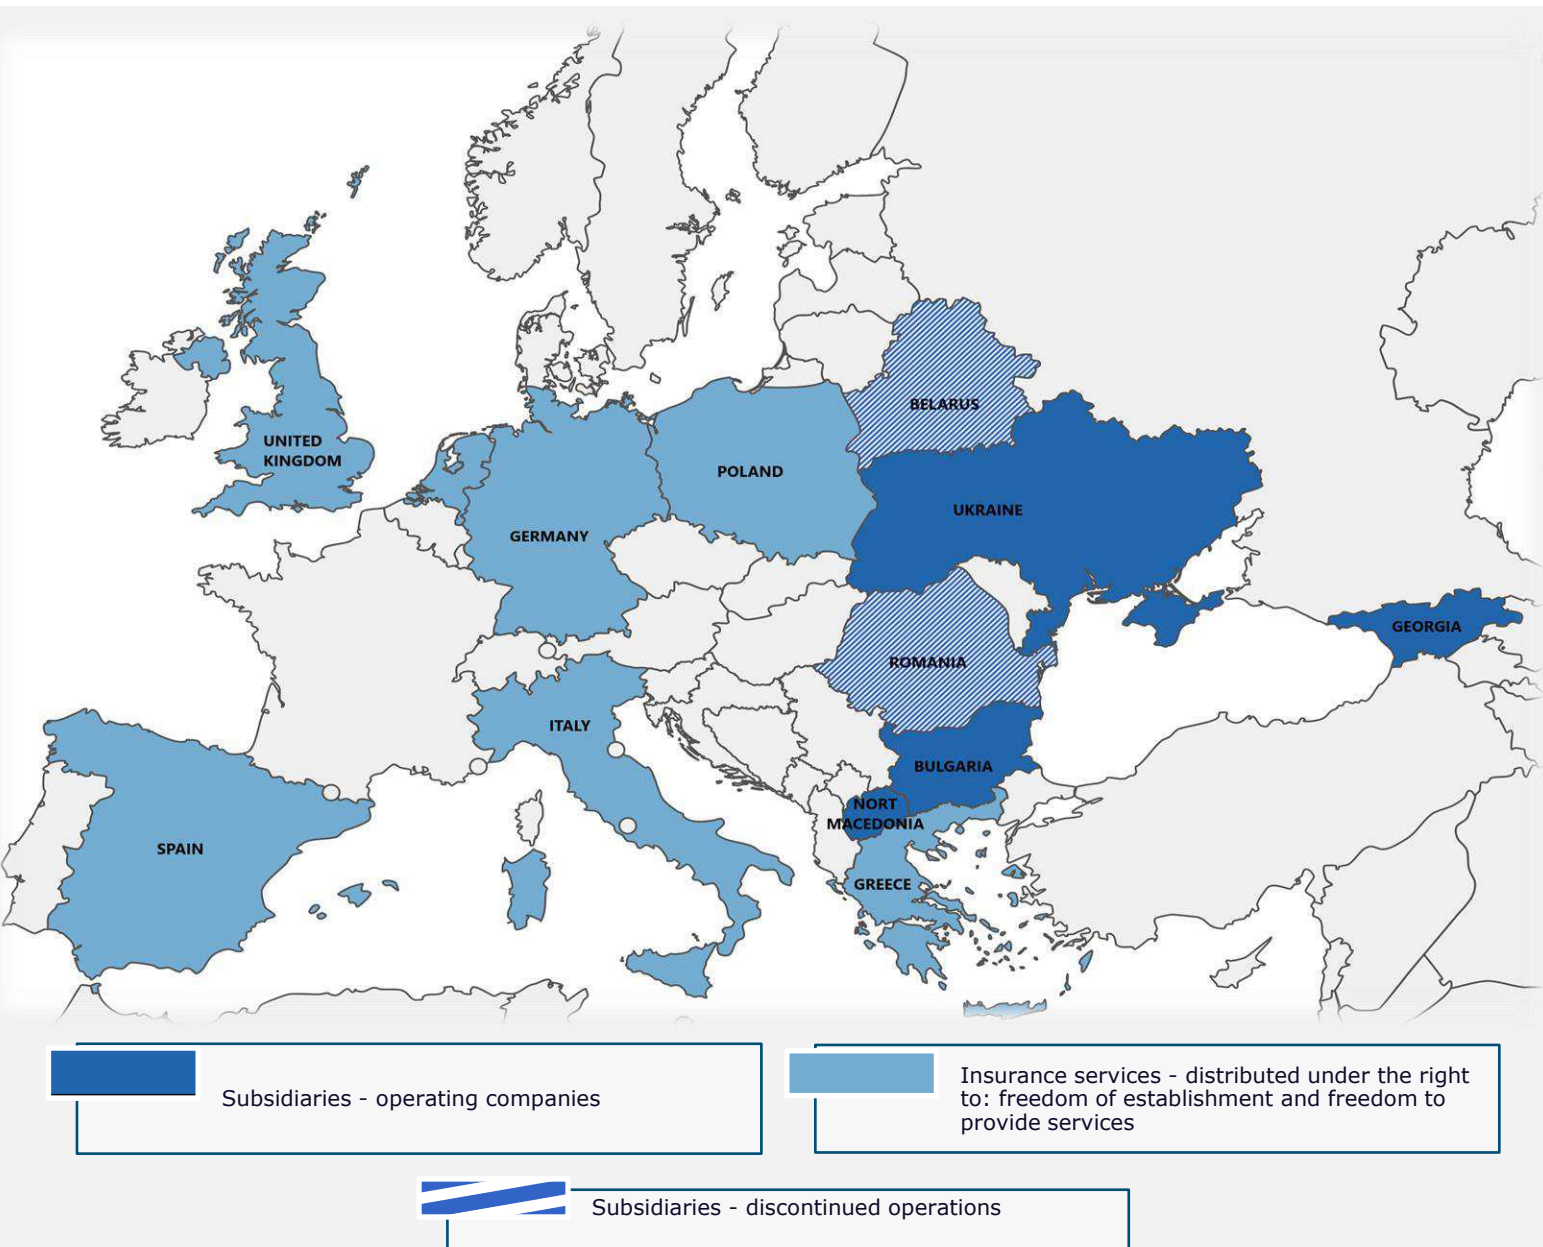 BELARUS
UNITED
KINGDOM
POLAND
UKRAINE
GERMANY
GEORGIA
ROMANIA
ITALY
BULGARIA
NORT
MACEDONIA
SPAIN
GREECE
Subsidiaries - operating companies
Insurance services - distributed under the right
to: freedom of establishment and freedom to
provide services
Subsidiaries - discontinued operations